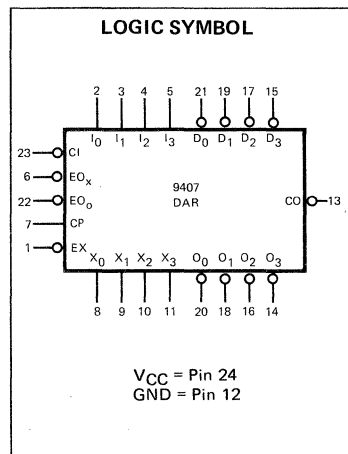 LOGIC SYMBOL
2 3 4 5 21 19 17 15
I0 I1 I2 I3 D0 D1 D2 D3
23 CI
6 EOX
9407
22 EOO
DAR
CO 13
7 CP
1 EX
X0 X1 X2 X3 O0 O1 O2 O3
8 9 10 11 20 18 16 14
VCC = Pin 24
GND = Pin 12